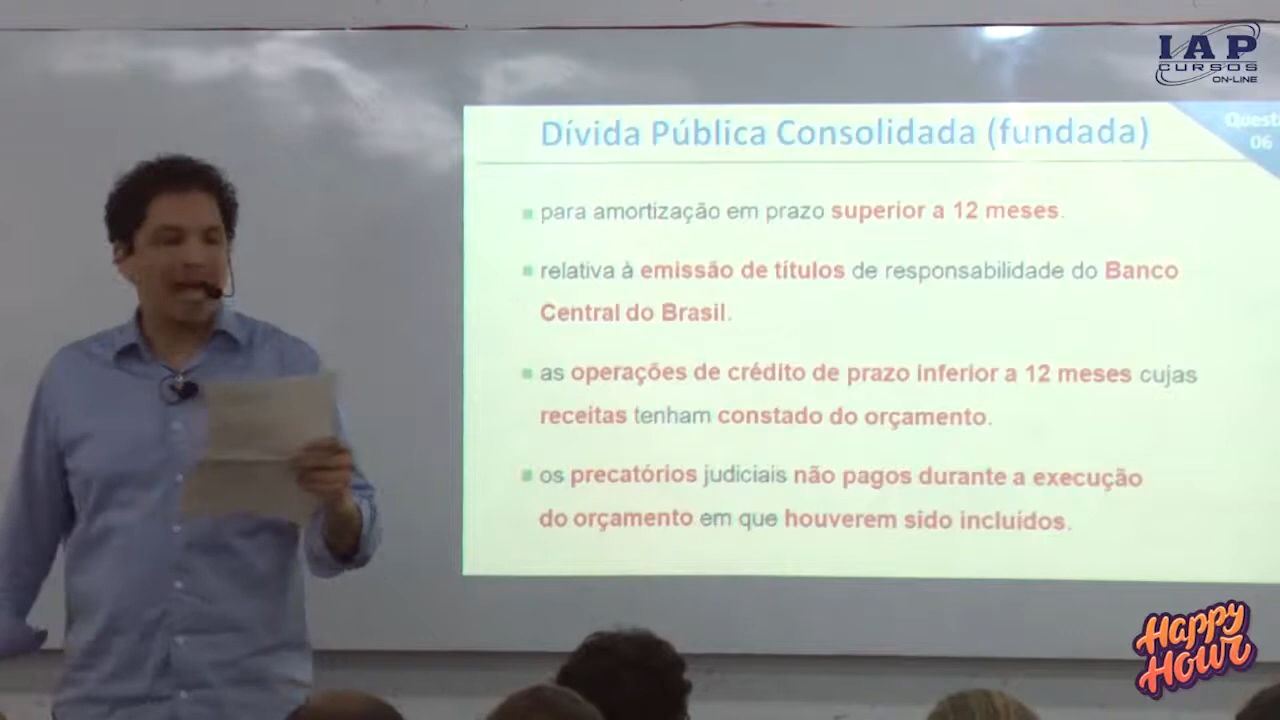 IAP
CURSOS
ON-LINE
Dívida Pública Consolidada (fundada)
06
para amortização em prazo superior a 12 meses.
relativa à emissão de títulos de responsabilidade do Banco
Central do Brasil.
as operações de crédito de prazo inferior a 12 meses cujas
receitas tenham constado do orçamento.
os precatórios judiciais não pagos durante a execução
do orçamento em que houverem sido incluídos.
Happy
Hour